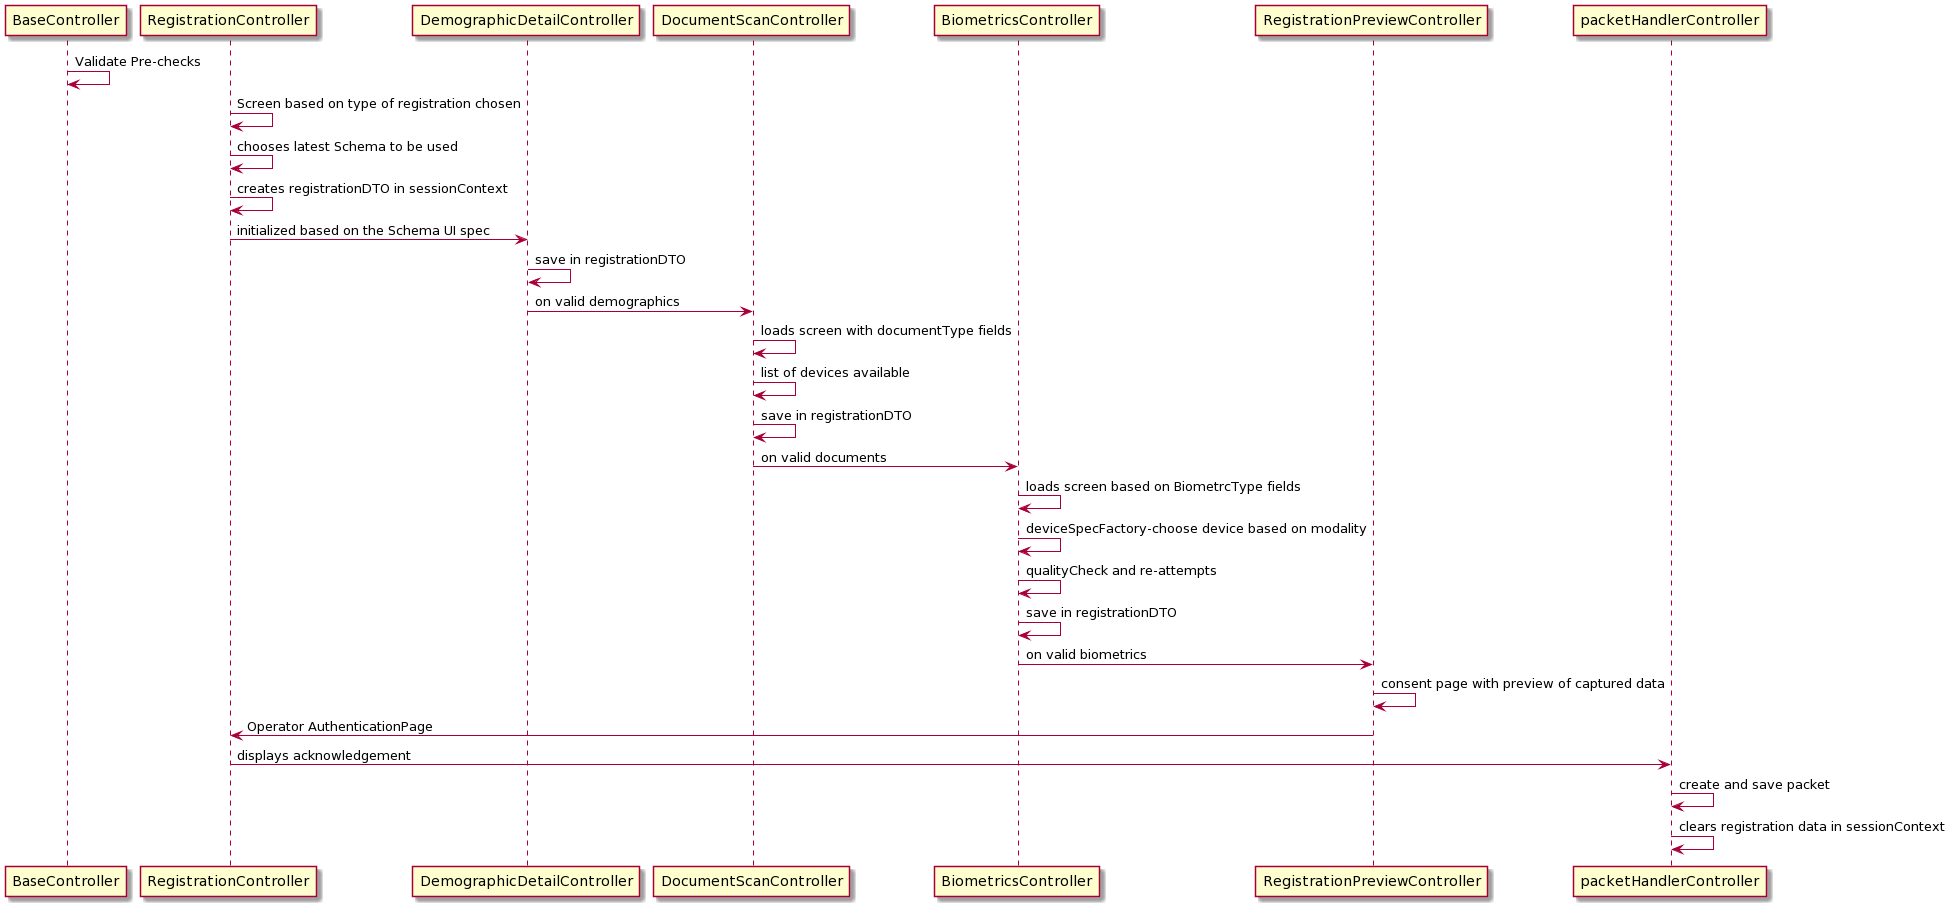 BaseController
RegistrationController
DemographicDetailController
DocumentScanController
BiometricsController
RegistrationPreviewController
packetHandlerController
Validate Pre-checks
Screen based on type of registration chosen
chooses latest Schema to be used
creates registrationDTO in sessionContext
initialized based on the Schema UI spec
save in registrationDTO
on valid demographics
loads screen with documentType fields
list of devices available
save in registrationDTO
on valid documents
loads screen based on BiometrcType fields
deviceSpecFactory-choose device based on modality
qualityCheck and re-attempts
save in registrationDTO
on valid biometrics
consent page with preview of captured data
Operator AuthenticationPage
displays acknowledgement
create and save packet
clears registration data in sessionContext
BaseController
RegistrationController
DemographicDetailController
DocumentScanController
BiometricsController
RegistrationPreviewController
packetHandlerController